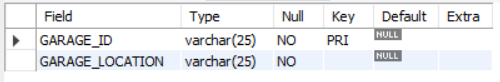 Field Type Null Key Default Extra
GARAGE_ID varchar(25) NO PRI NULL
GARAGE_LOCATION varchar(25) NO NULL